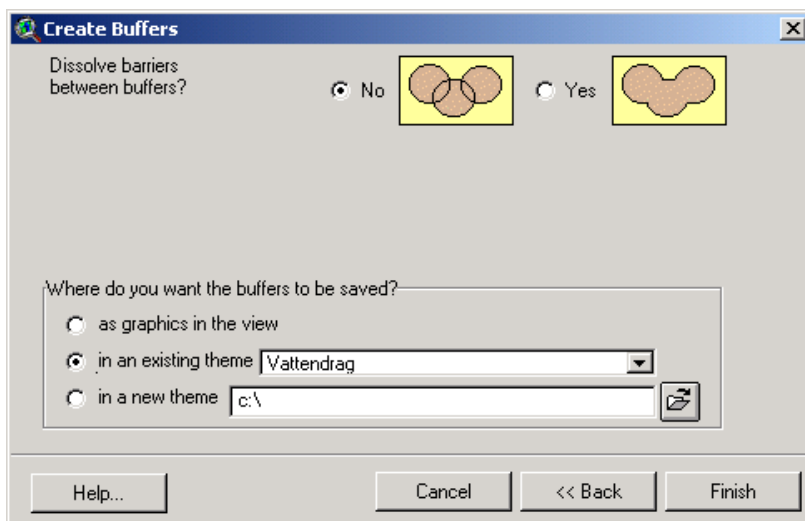 Create Buffers
Dissolve barriers
between buffers?
No
Yes
Where do you want the buffers to be saved?
as graphics in the view
in an existing theme
Vattendrag
in a new theme
c:\
Help...
Cancel
<< Back
Finish